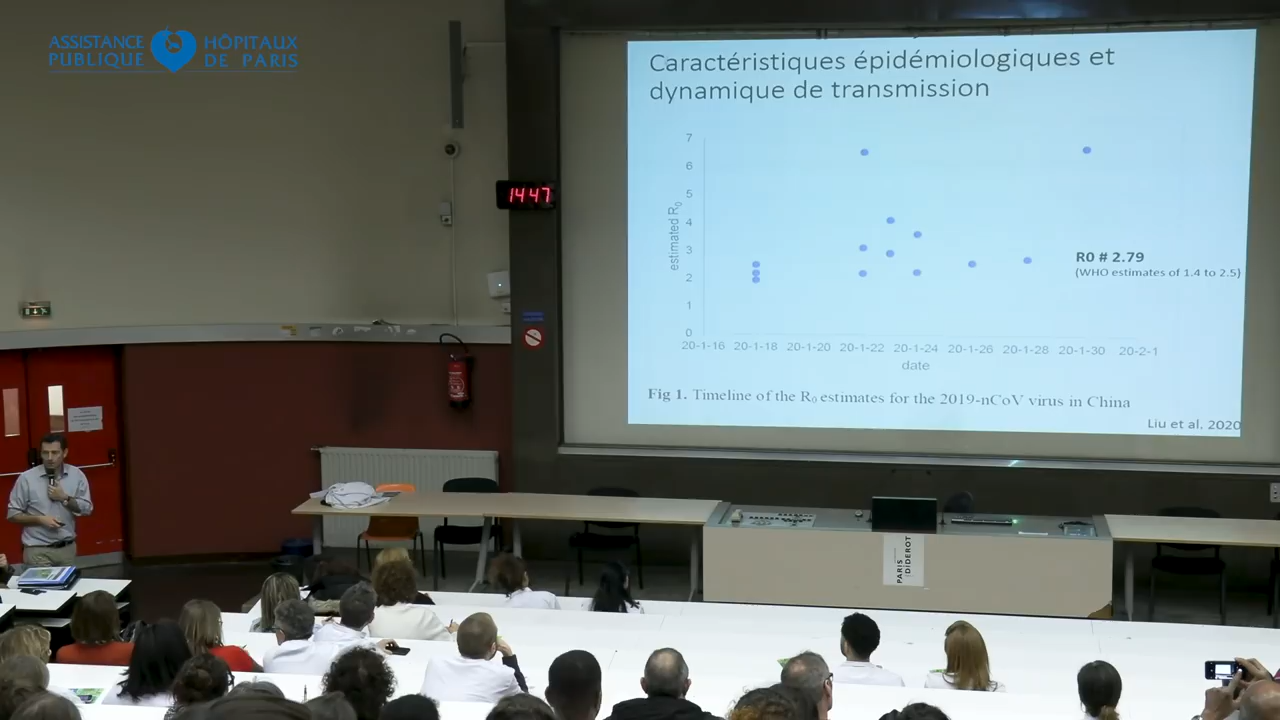 ASSISTANCE HÔPITAUX
PUBLIQUE DE PARIS
Caractéristiques épidémiologiques et
dynamique de transmission
7
6
5
4
3
2
1
0
estimated R0
20-1-16 20-1-18 20-1-20 20-1-22 20-1-24 20-1-26 20-1-28 20-1-30 20-2-1
date
R0 # 2.79
(WHO estimates of 1.4 to 2.5)
Fig 1. Timeline of the R0 estimates for the 2019-nCoV virus in China
Liu et al. 2020
14 47
PARIS
DIDEROT